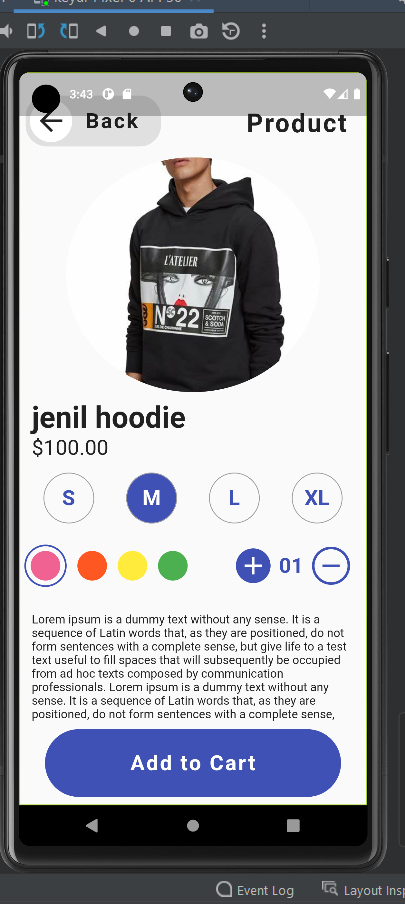 3:43
Back
Product
L'ATELIER
N°22
SCOTCH
& SODA
jenil hoodie
$100.00
S M L XL
01
Lorem ipsum is a dummy text without any sense. It is a
sequence of Latin words that, as they are positioned, do not
form sentences with a complete sense, but give life to a test
text useful to fill spaces that will subsequently be occupied
from ad hoc texts composed by communication
professionals. Lorem ipsum is a dummy text without any
sense. It is a sequence of Latin words that, as they are
positioned, do not form sentences with a complete sense,
Add to Cart
Event Log Layout Insp